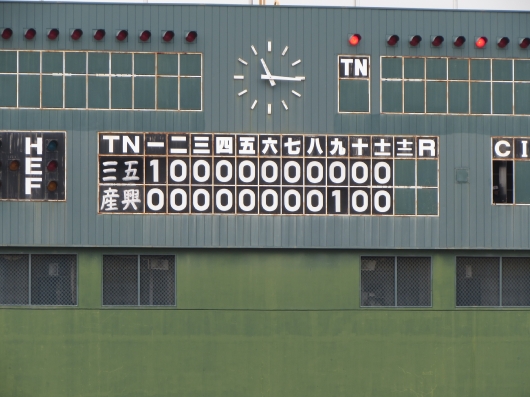 TN
TN 一 二 三 四 五 六 七 八 九 十 十一 十二 R
三五 1 0 0 0 0 0 0 0 0 0 0
産興 0 0 0 0 0 0 0 0 1 0 0
H
E
F
C I